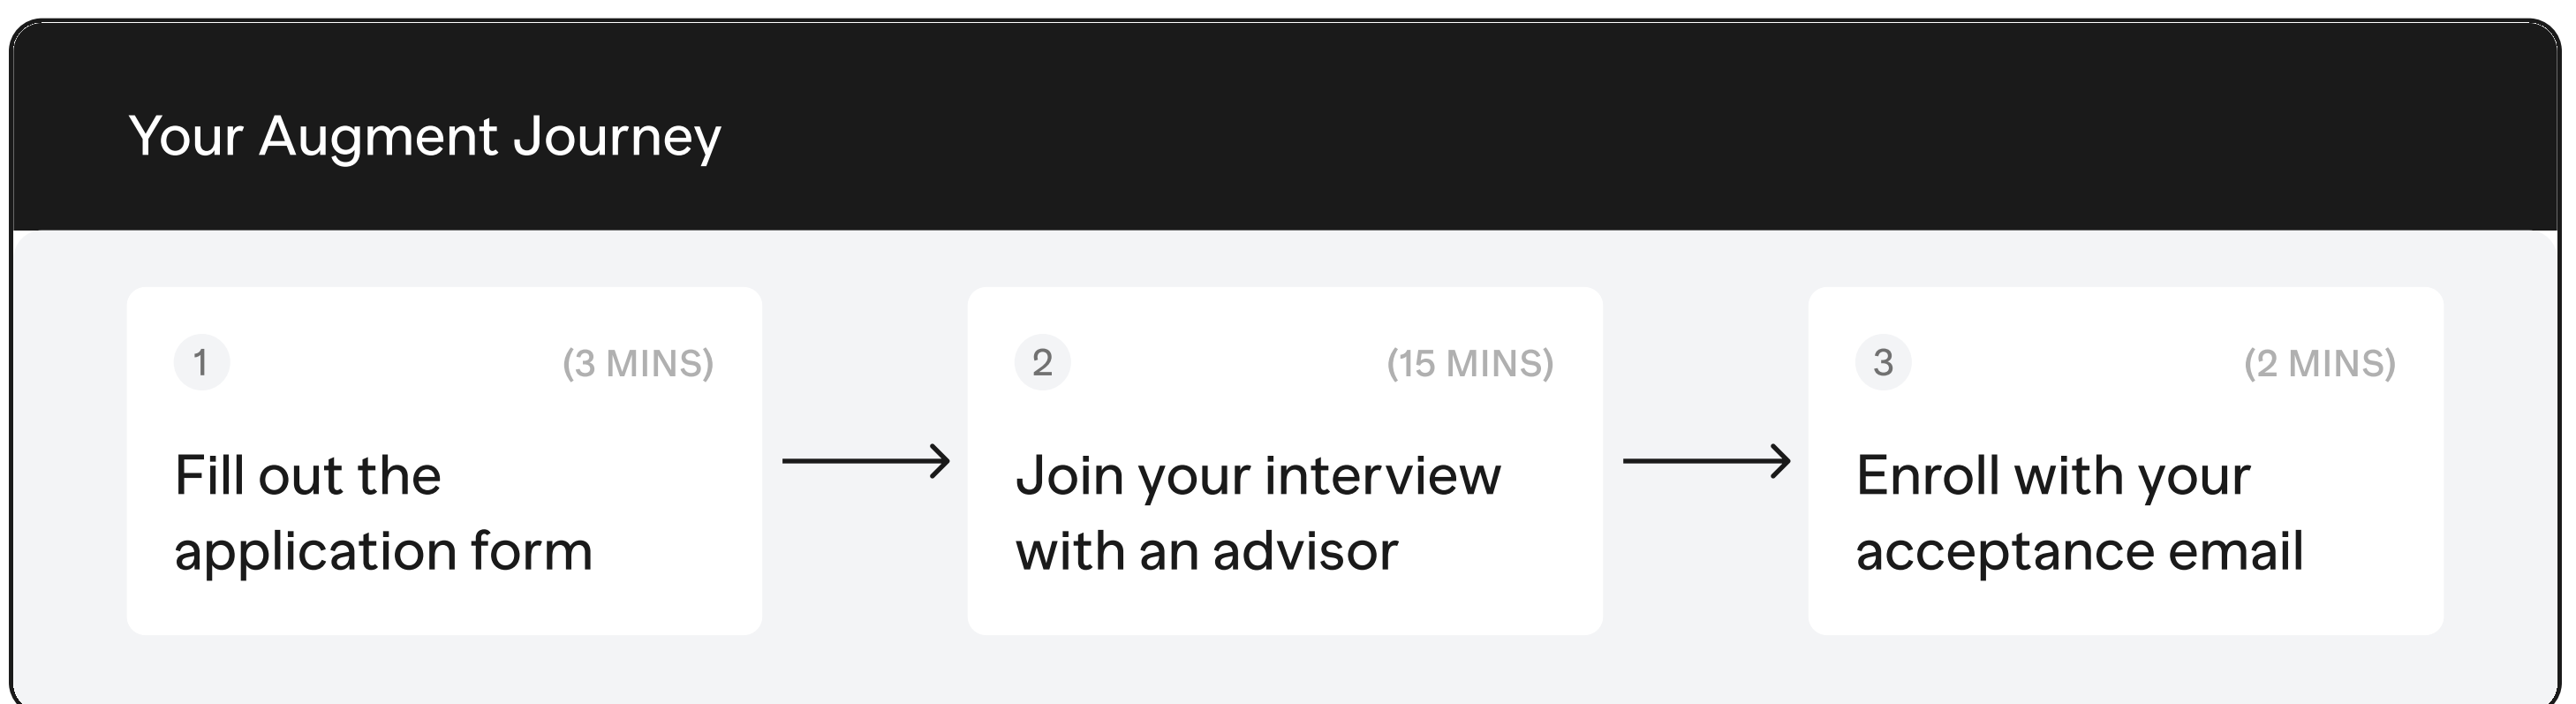 Your Augment Journey
1
(3 MINS)
Fill out the
application form
2
(15 MINS)
Join your interview
with an advisor
3
(2 MINS)
Enroll with your
acceptance email